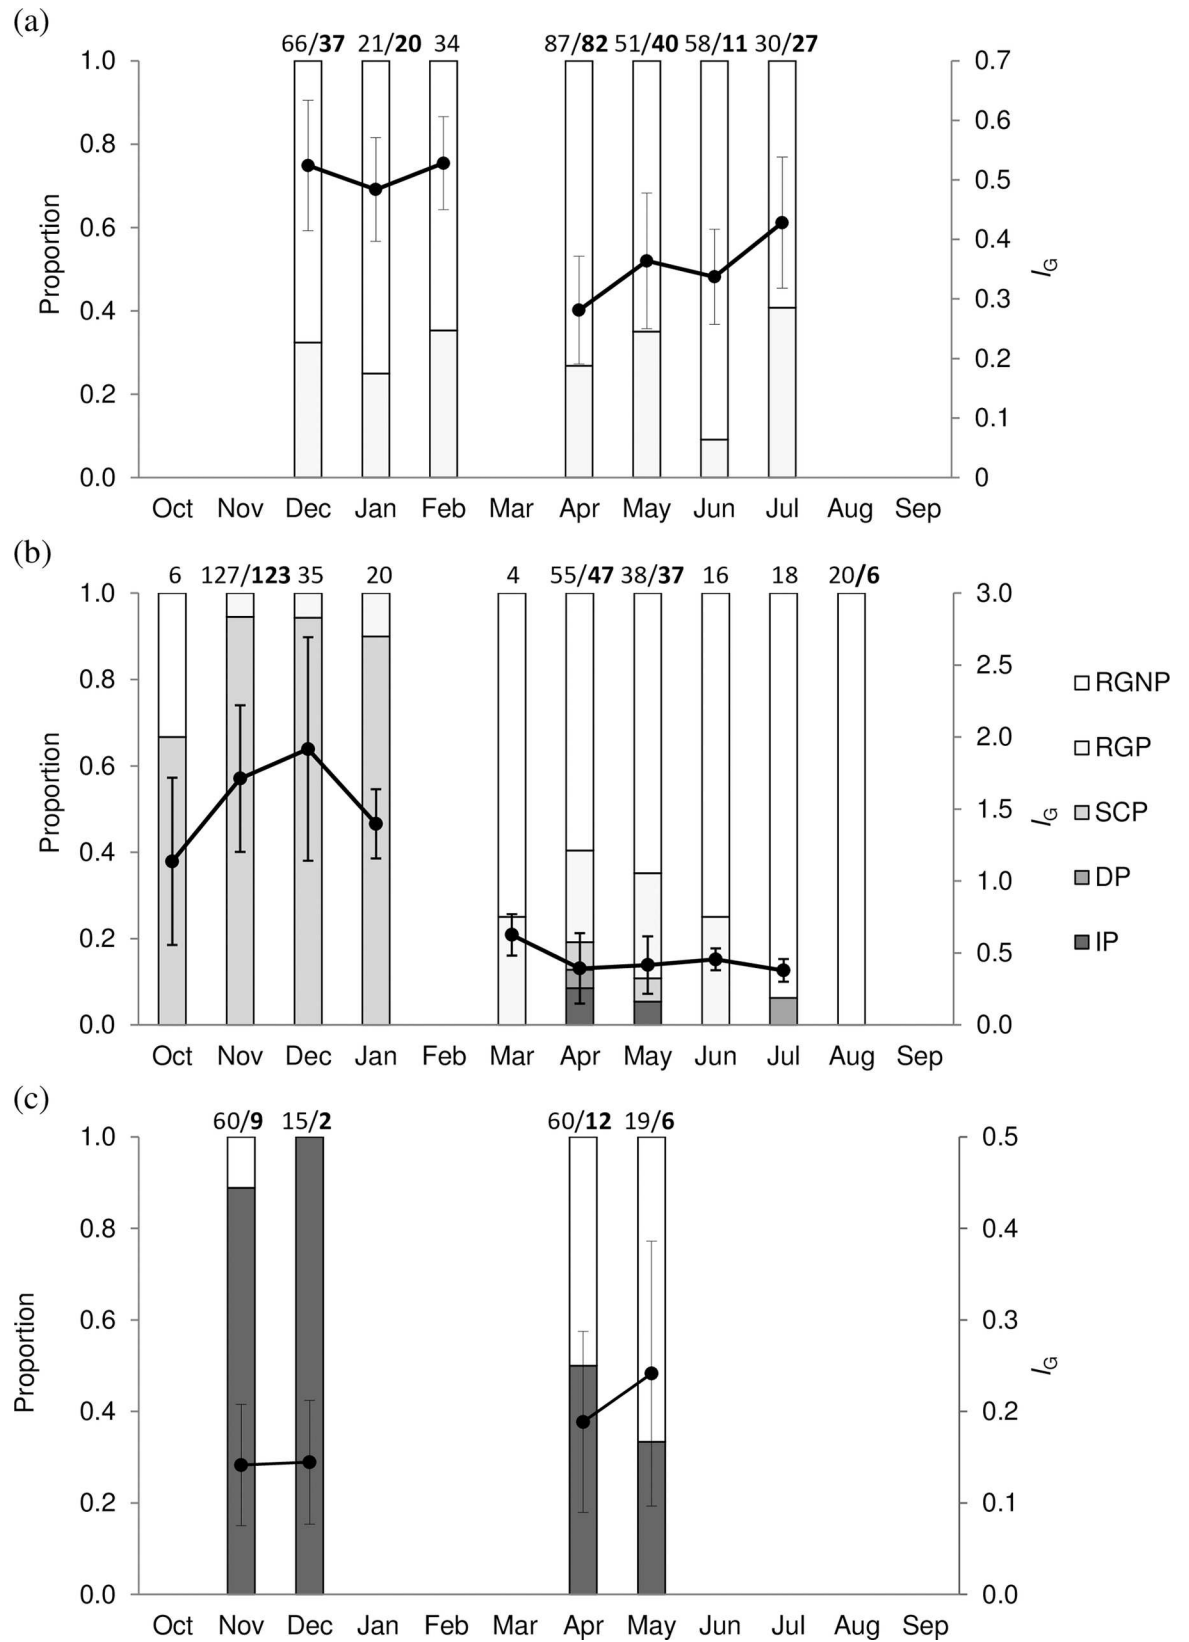 (a)
66/37 21/20 34 87/82 51/40 58/11 30/27
1.0 0.7
0.6
0.8
0.5
0.6
0.4
Proportion
I_G
0.4
0.3
0.2
0.2
0.1
0.0 0
Oct Nov Dec Jan Feb Mar Apr May Jun Jul Aug Sep
(b)
6 127/123 35 20 4 55/47 38/37 16 18 20/6
1.0 3.0
2.5
0.8
2.0
0.6
Proportion
1.5
I_G
0.4
1.0
0.2
0.5
0.0 0.0
Oct Nov Dec Jan Feb Mar Apr May Jun Jul Aug Sep
RGNP
RGP
SCP
DP
IP
(c)
60/9 15/2 60/12 19/6
1.0 0.5
0.8 0.4
0.6 0.3
Proportion
I_G
0.4 0.2
0.2 0.1
0.0 0.0
Oct Nov Dec Jan Feb Mar Apr May Jun Jul Aug Sep